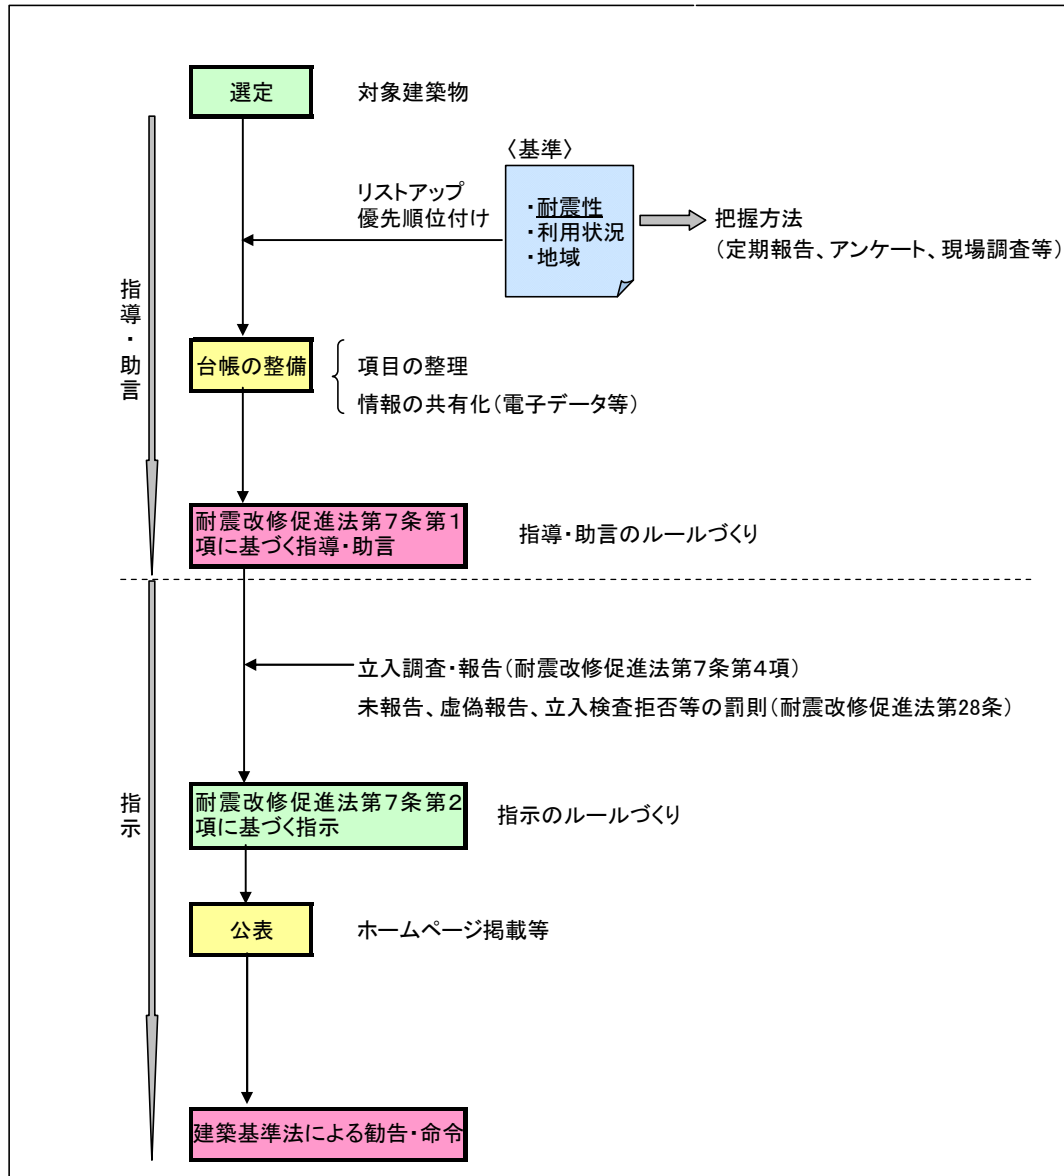 選定
対象建築物
〈基準〉
リストアップ
優先順位付け
・耐震性
・利用状況
・地域
把握方法
(定期報告、アンケート、現場調査等)
指導・助言
台帳の整備
項目の整理
情報の共有化(電子データ等)
耐震改修促進法第7条第1
項に基づく指導・助言
指導・助言のルールづくり
立入調査・報告(耐震改修促進法第7条第4項)
未報告、虚偽報告、立入検査拒否等の罰則(耐震改修促進法第28条)
指示
耐震改修促進法第7条第2
項に基づく指示
指示のルールづくり
公表
ホームページ掲載等
建築基準法による勧告・命令